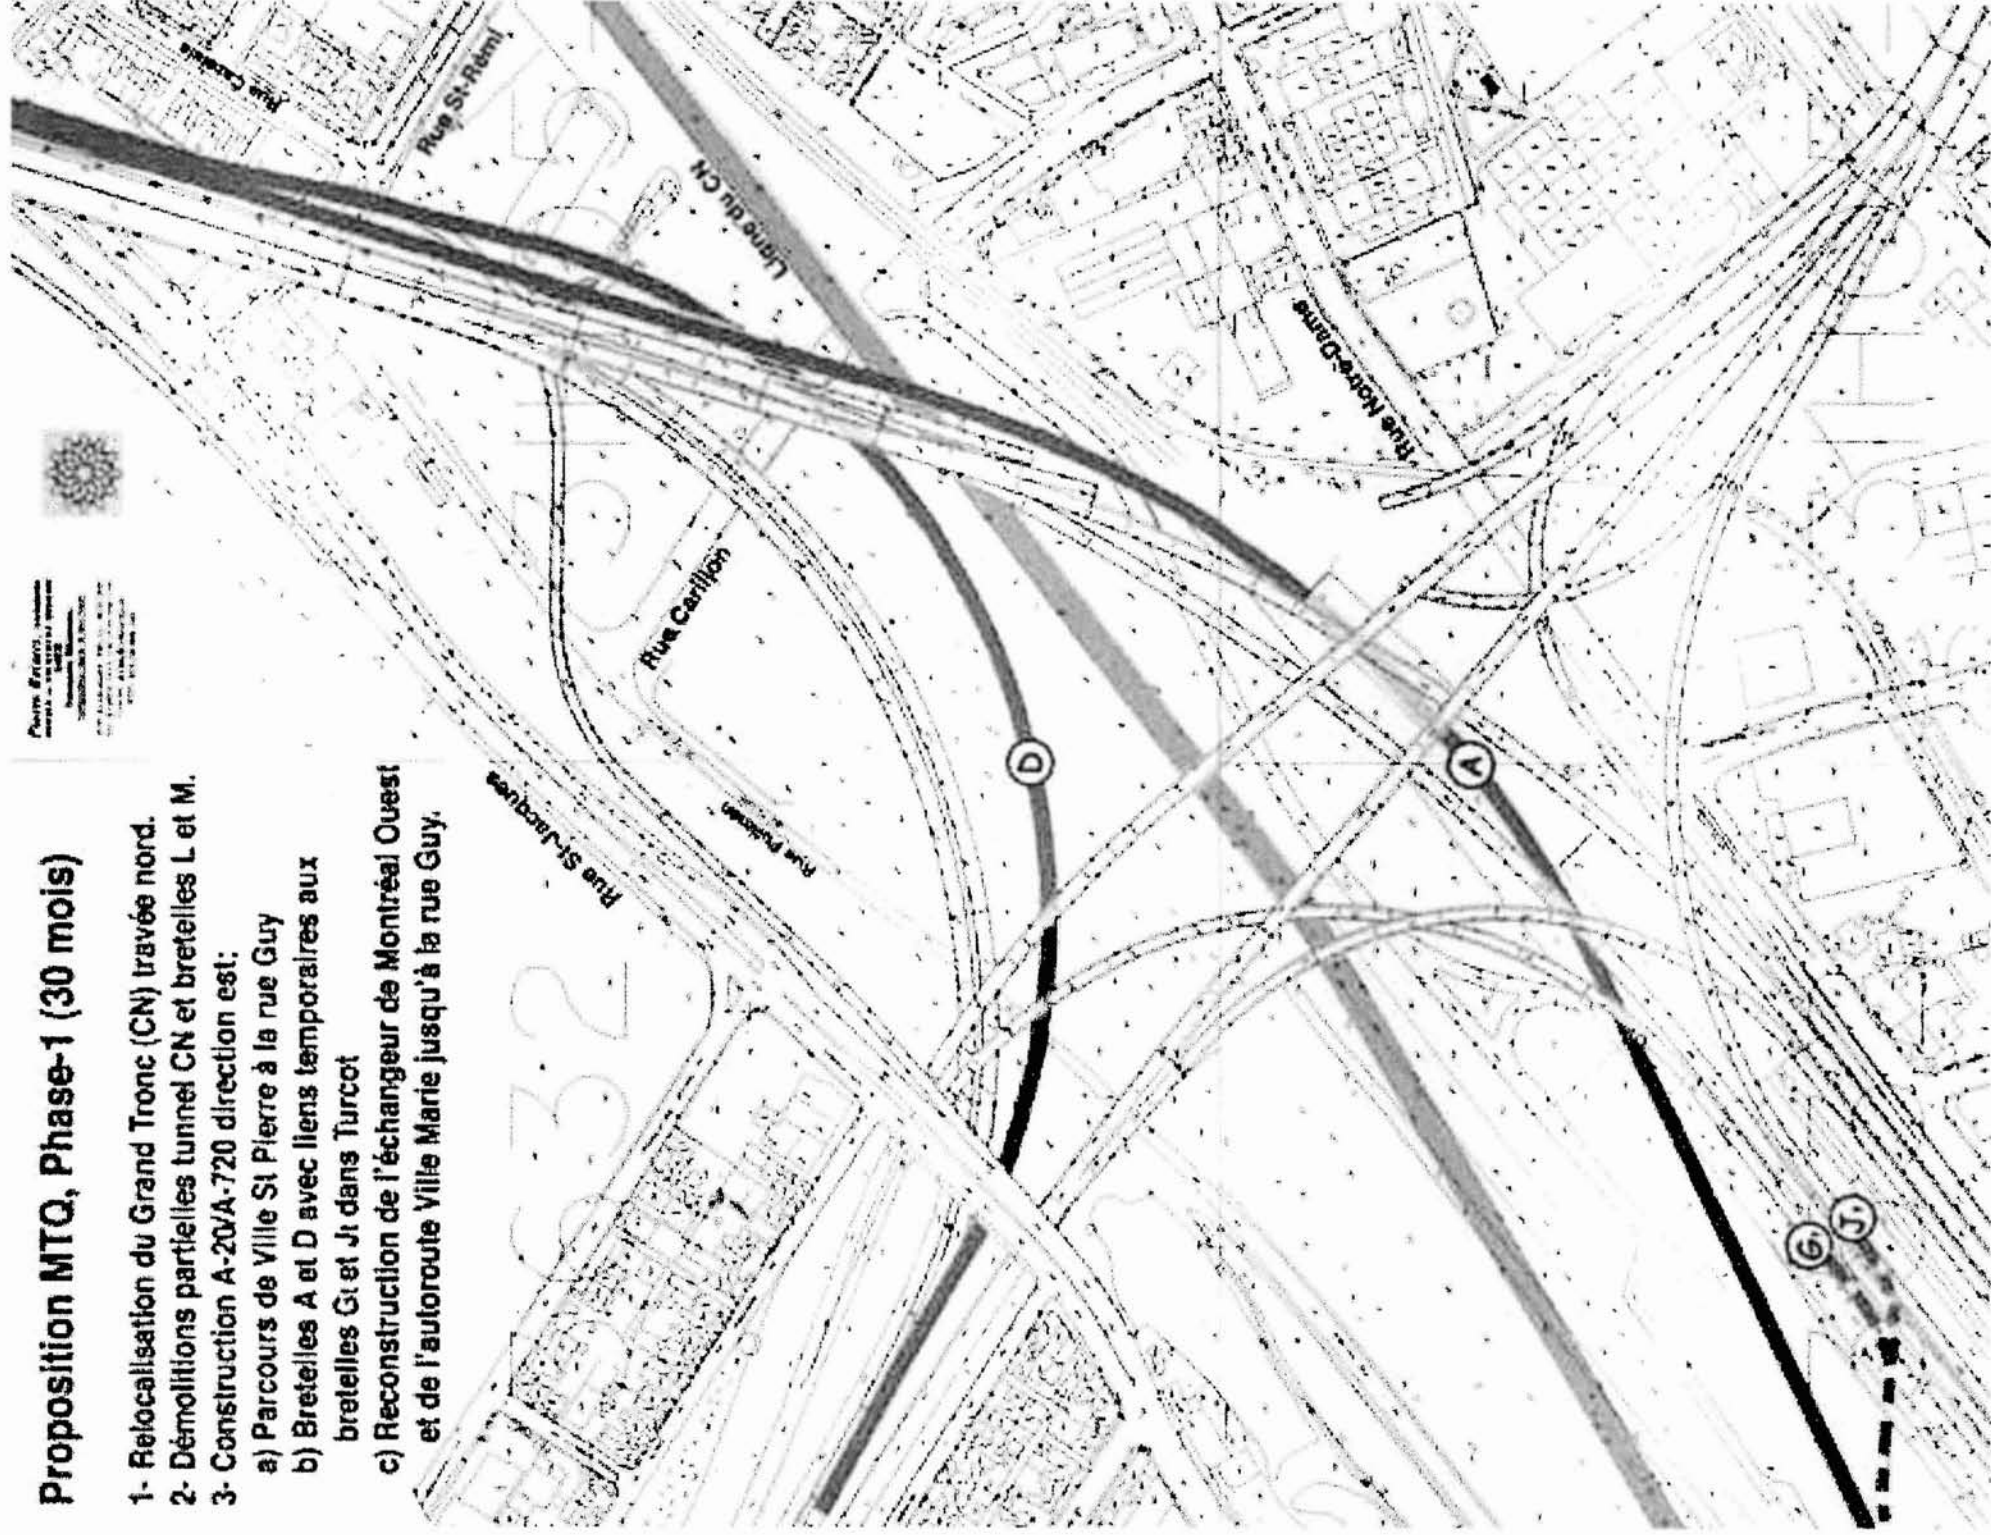 Proposition MTQ, Phase-1 (30 mois)
1- Relocalisation du Grand Tronc (CN) travée nord.
2- Démolitions partielles tunnel CN et bretelles L et M.
3- Construction A-20/A-720 direction est:
a) Parcours de Ville St Pierre à la rue Guy
b) Bretelles A et D avec liens temporaires aux
bretelles Gt et Jt dans Turcot
c) Reconstruction de l'échangeur de Montréal Ouest
et de l'autoroute Ville Marie jusqu'à la rue Guy.
Rue St-Jacques
Rue Pullman
Rue Carillon
Rue Cazelais
Rue St-Rémi
Ligne du CN
Rue Notre-Dame
D
A
G
J